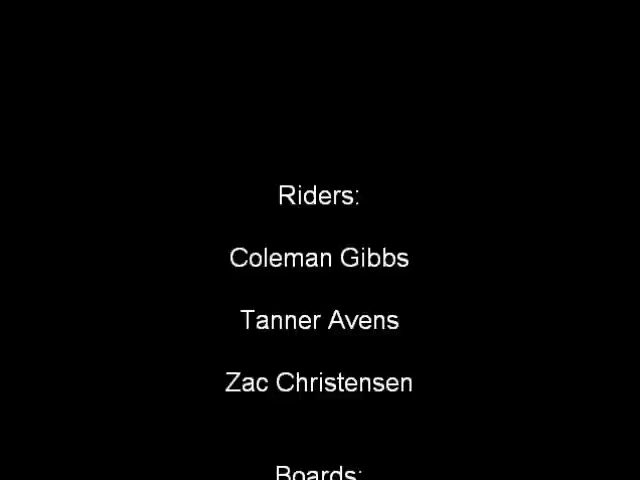 Riders:
Coleman Gibbs
Tanner Avens
Zac Christensen
Boards: